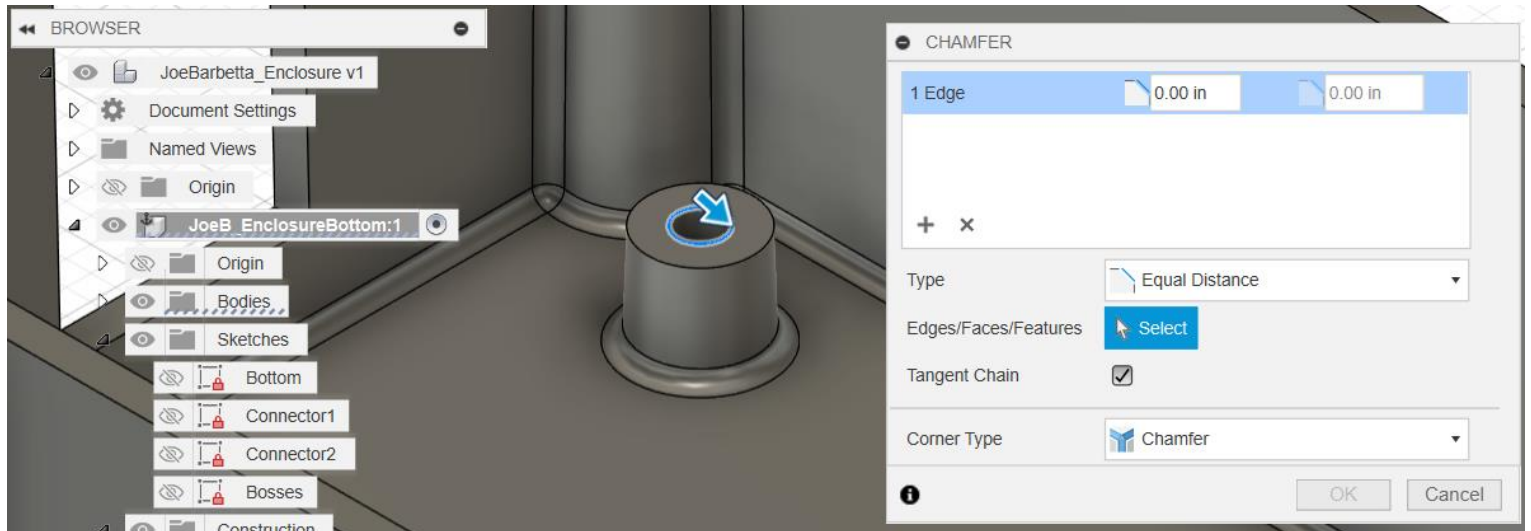 BROWSER
JoeBarbetta_Enclosure v1
Document Settings
Named Views
Origin
JoeB_EnclosureBottom:1
Origin
Bodies
Sketches
Bottom
Connector1
Connector2
Bosses
Construction
CHAMFER
1 Edge 0.00 in 0.00 in
Type Equal Distance
Edges/Faces/Features Select
Tangent Chain
Corner Type Chamfer
OK Cancel